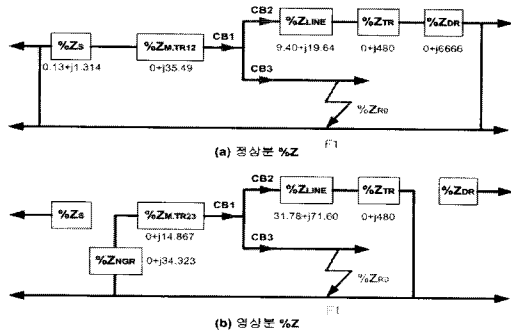 CB2
%ZLINE
%ZTR
%ZDR
%ZS
%ZM.TR12
CB1
9.40+j19.64
0+j480
0+j6666
0.13+j1.314
0+j35.49
CB3
%ZR0
F1
(a) 정상분 %Z
CB2
%ZLINE
%ZTR
%ZDR
%ZS
%ZM.TR23
CB1
31.78+j71.60
0+j480
0+j14.867
CB3
%ZNGR
0+j34.323
%ZR0
F1
(b) 영상분 %Z